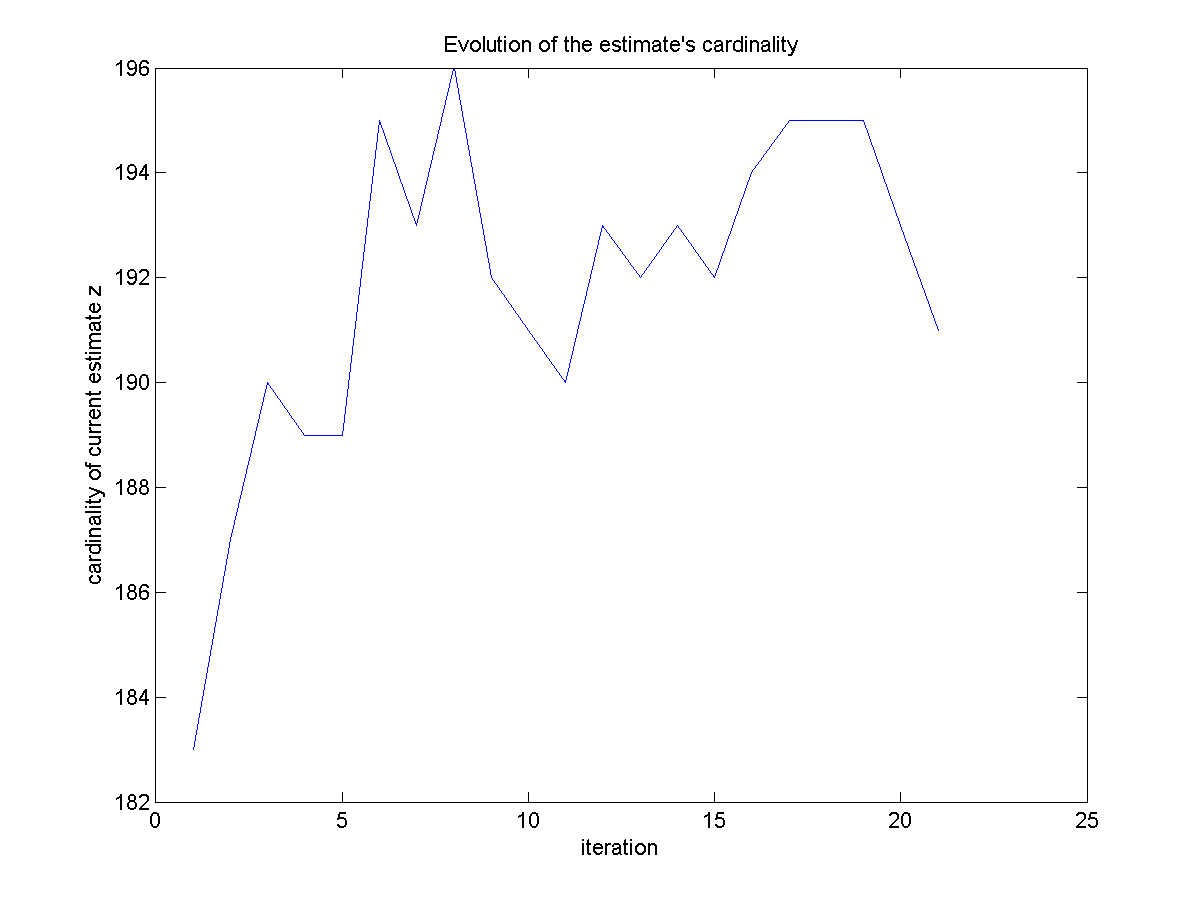 Evolution of the estimate's cardinality
196
194
192
190
188
186
184
182
cardinality of current estimate z
0 5 10 15 20 25
iteration